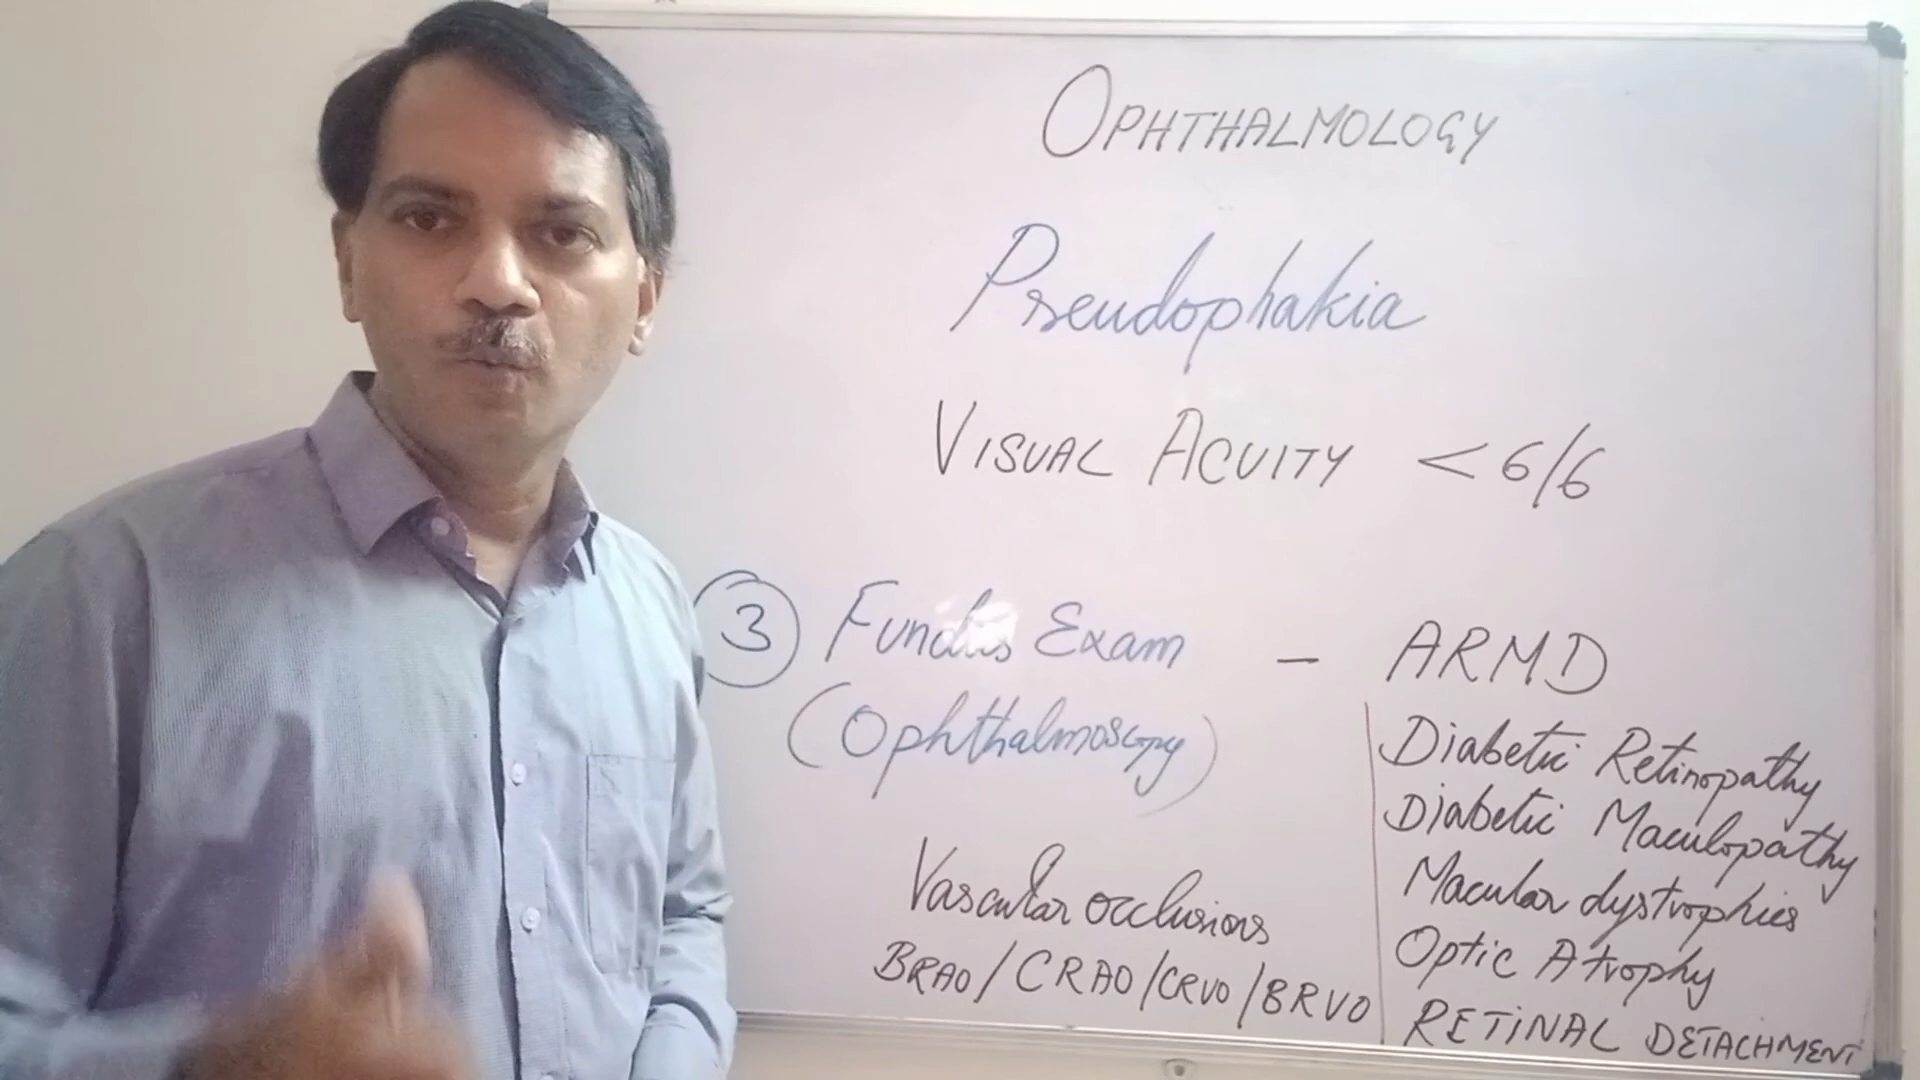 OPHTHALMOLOGY
Pseudophakia
VISUAL ACUITY < 6/6
3 Fundus Exam - ARMD
(Ophthalmoscopy)
Diabetic Retinopathy
Diabetic Maculopathy
Macular dystrophies
Optic Atrophy
RETINAL DETACHMENT
Vascular occlusions
BRAO / CRAO / CRVO / BRVO